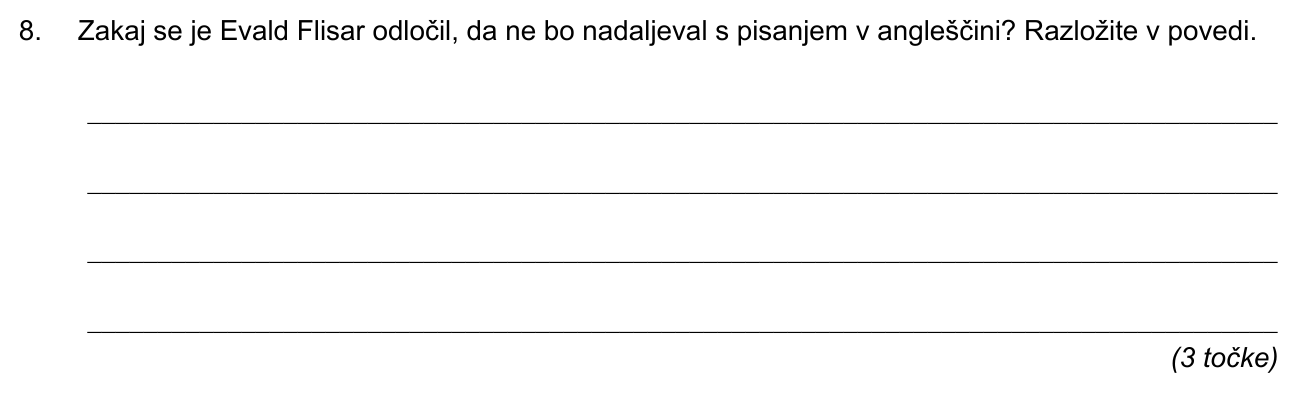 8. Zakaj se je Evald Flisar odločil, da ne bo nadaljeval s pisanjem v angleščini? Razložite v povedi.
(3 točke)